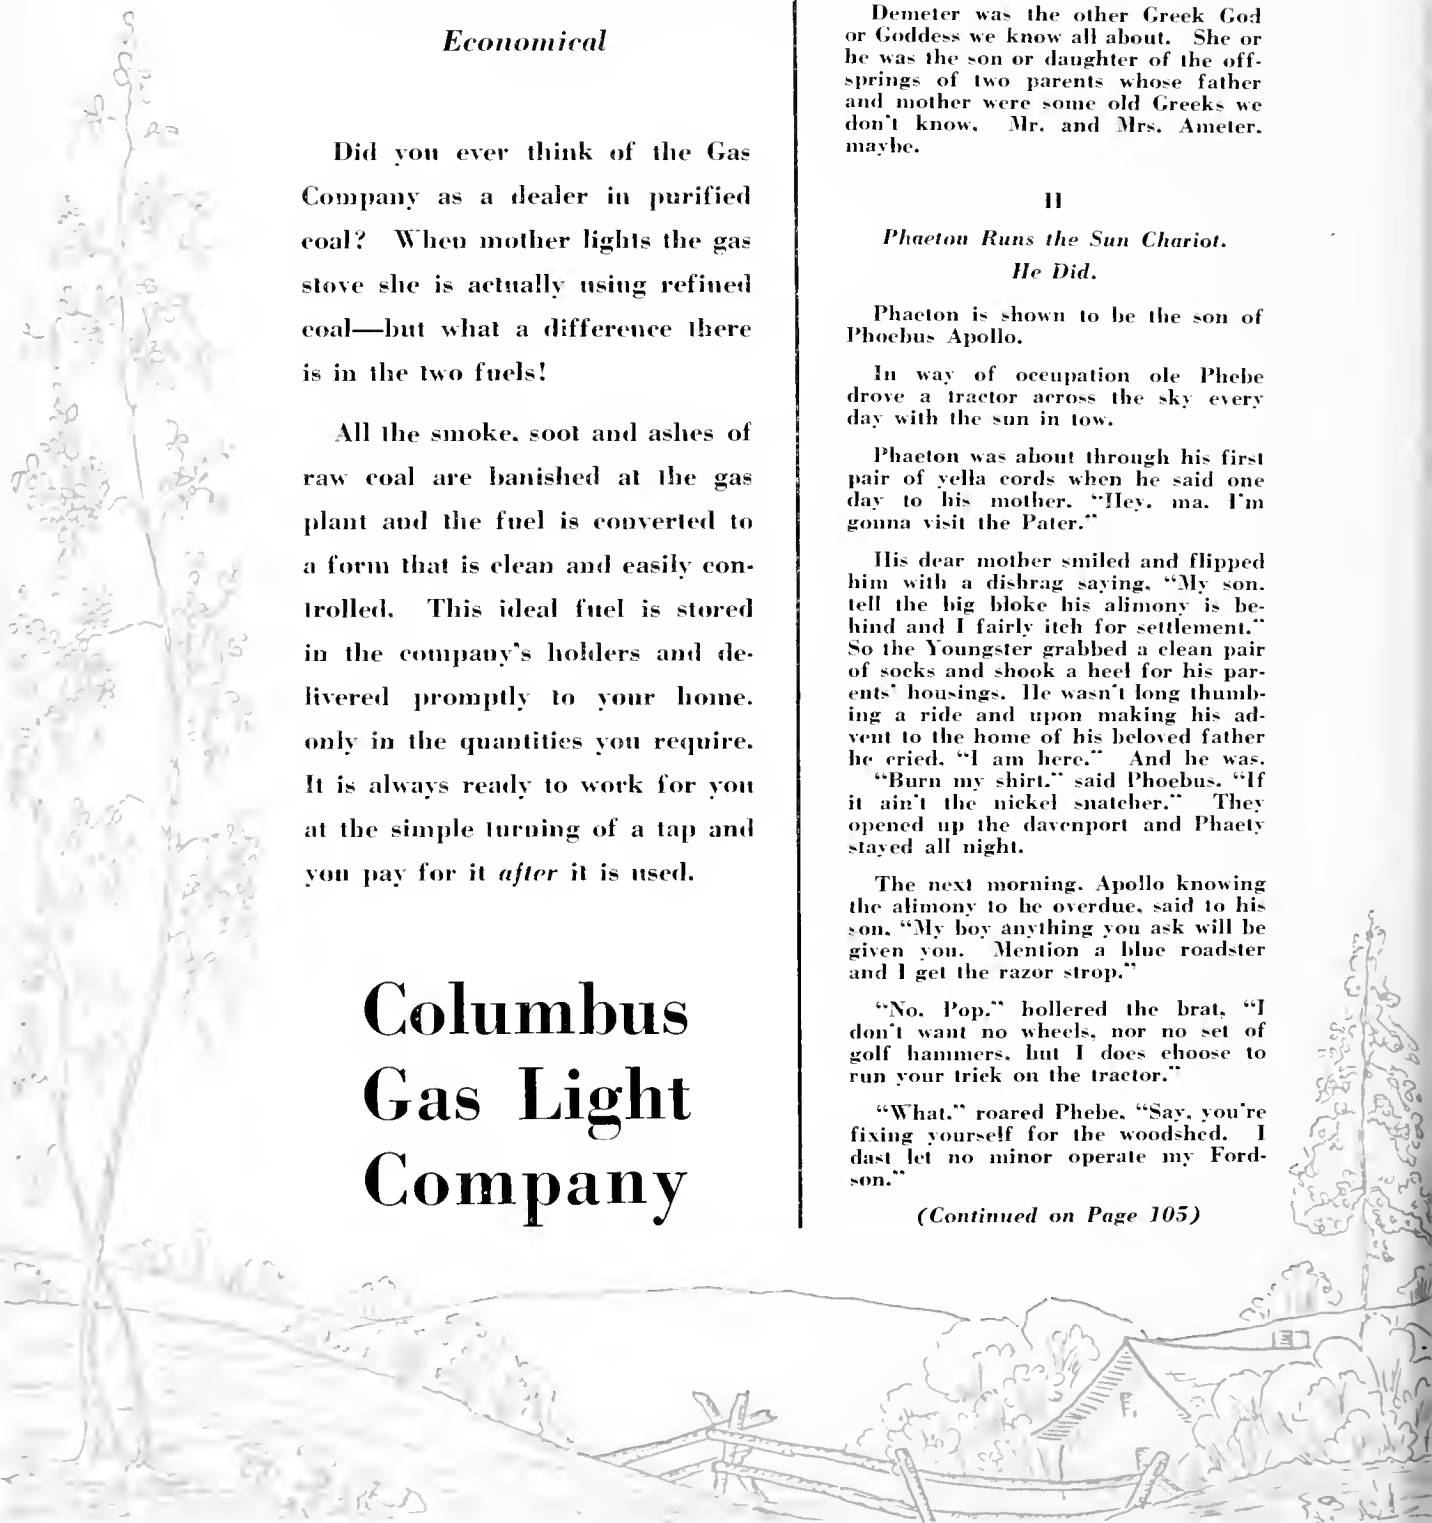 Economical
Did you ever think of the Gas
Company as a dealer in purified
coal? When mother lights the gas
stove she is actually using refined
coal—but what a difference there
is in the two fuels!
All the smoke, soot and ashes of
raw coal are banished at the gas
plant and the fuel is converted to
a form that is clean and easily con-
trolled. This ideal fuel is stored
in the company's holders and de-
livered promptly to your home,
only in the quantities you require.
It is always ready to work for you
at the simple turning of a tap and
you pay for it after it is used.
Columbus
Gas Light
Company
Demeter was the other Greek God
or Goddess we know all about. She or
he was the son or daughter of the off-
springs of two parents whose father
and mother were some old Greeks we
don't know. Mr. and Mrs. Ameter,
maybe.
II
Phaeton Runs the Sun Chariot.
He Did.
Phaeton is shown to be the son of
Phoebus Apollo.
In way of occupation ole Phebe
drove a tractor across the sky every
day with the sun in tow.
Phaeton was about through his first
pair of yella cords when he said one
day to his mother, "Hey, ma, I'm
gonna visit the Pater."
His dear mother smiled and flipped
him with a dishrag saying, "My son,
tell the big bloke his alimony is be-
hind and I fairly itch for settlement."
So the Youngster grabbed a clean pair
of socks and shook a heel for his par-
ents' housings. He wasn't long thumb-
ing a ride and upon making his ad-
vent to the home of his beloved father
he cried, "I am here." And he was.
"Burn my shirt," said Phoebus, "If
it ain't the nickel snatcher." They
opened up the davenport and Phaety
stayed all night.
The next morning, Apollo knowing
the alimony to be overdue, said to his
son, "My boy anything you ask will be
given you. Mention a blue roadster
and I get the razor strop."
"No, Pop," hollered the brat, "I
don't want no wheels, nor no set of
golf hammers, but I does choose to
run your trick on the tractor."
"What," roared Phebe, "Say, you're
fixing yourself for the woodshed. I
dast let no minor operate my Ford-
son."
(Continued on Page 105)